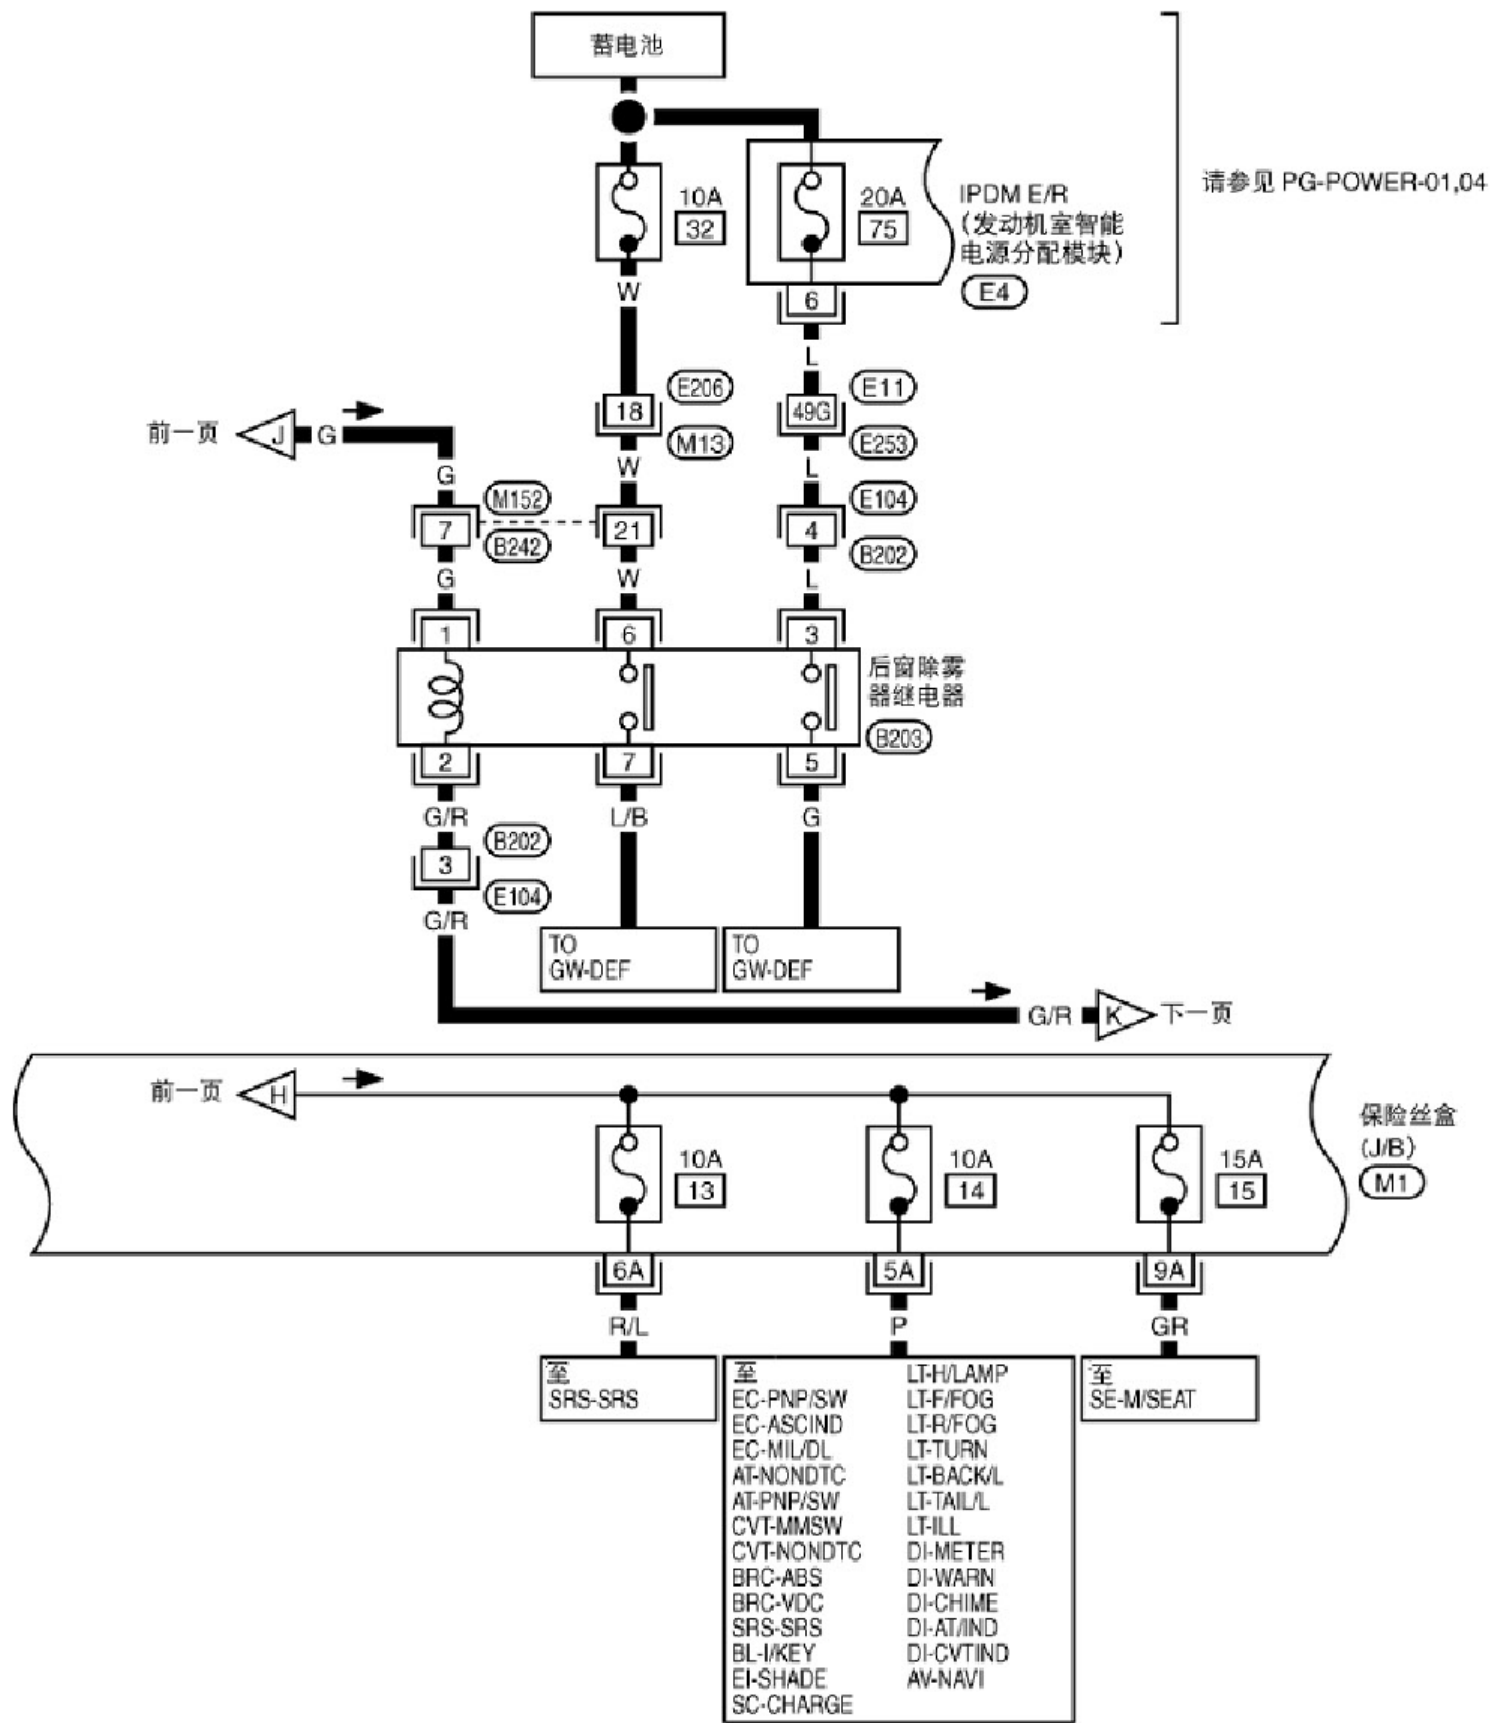 蓄电池
请参见 PG-POWER-01,04
10A
32
20A
75
IPDM E/R
(发动机室智能
电源分配模块)
E4
W
6
L
前一页
J
G
18
E206
M13
49G
E11
E253
G
W
L
7
M152
B242
21
4
E104
B202
G
W
L
1
6
3
后窗除雾
器继电器
B203
2
7
5
G/R
L/B
G
3
B202
E104
G/R
TO
GW-DEF
TO
GW-DEF
G/R
K
下一页
前一页
H
保险丝盒
(J/B)
M1
10A
13
10A
14
15A
15
6A
5A
9A
R/L
P
GR
至
SRS-SRS
至
EC-PNP/SW
EC-ASCIND
EC-MIL/DL
AT-NONDTC
AT-PNP/SW
CVT-MMSW
CVT-NONDTC
BRC-ABS
BRC-VDC
SRS-SRS
BL-I/KEY
EI-SHADE
SC-CHARGE
LT-H/LAMP
LT-F/FOG
LT-R/FOG
LT-TURN
LT-BACK/L
LT-TAIL/L
LT-ILL
DI-METER
DI-WARN
DI-CHIME
DI-AT/IND
DI-CVTIND
AV-NAVI
至
SE-M/SEAT